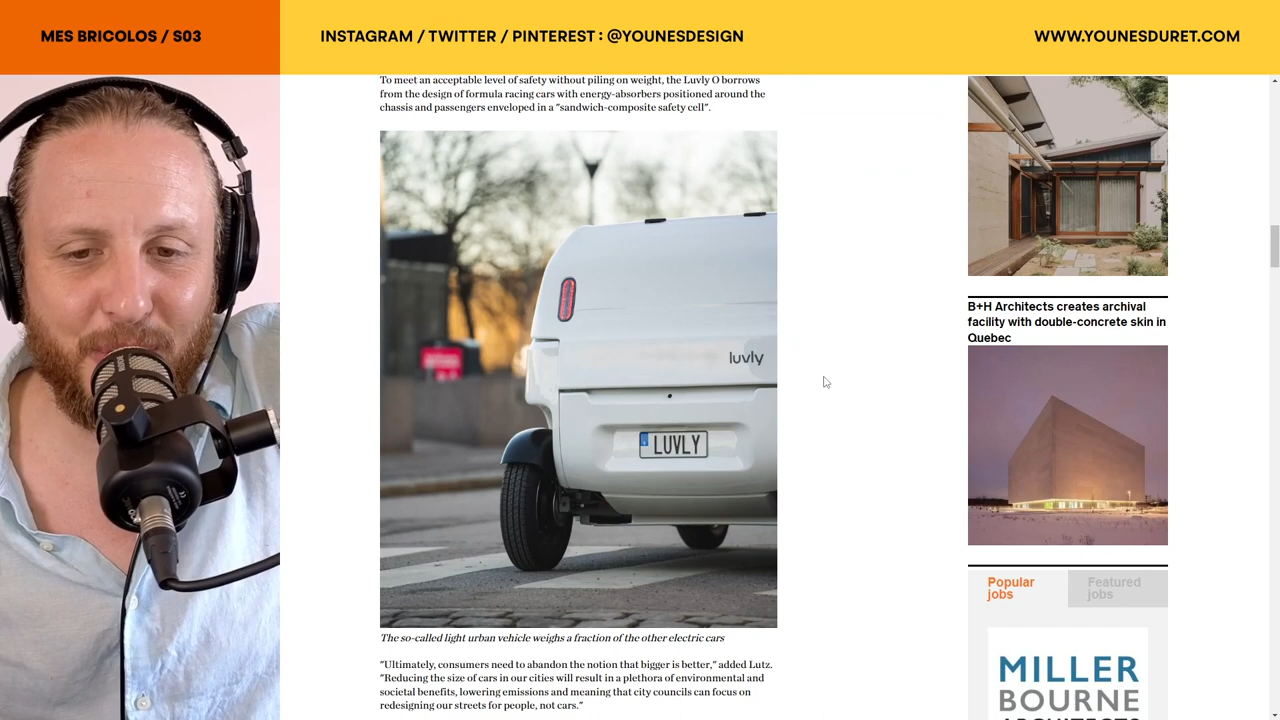 MES BRICOLOS / S03
INSTAGRAM / TWITTER / PINTEREST : @YOUNESDESIGN
WWW.YOUNESDURET.COM
To meet an acceptable level of safety without piling on weight, the Luvly O borrows
from the design of formula racing cars with energy-absorbers positioned around the
chassis and passengers enveloped in a "sandwich-composite safety cell".
luvly
LUVLY
The so-called light urban vehicle weighs a fraction of the other electric cars
"Ultimately, consumers need to abandon the notion that bigger is better," added Lutz.
"Reducing the size of cars in our cities will result in a plethora of environmental and
societal benefits, lowering emissions and meaning that city councils can focus on
redesigning our streets for people, not cars."
B+H Architects creates archival
facility with double-concrete skin in
Quebec
Popular
jobs
Featured
jobs
MILLER
BOURNE
ARCHITECTS